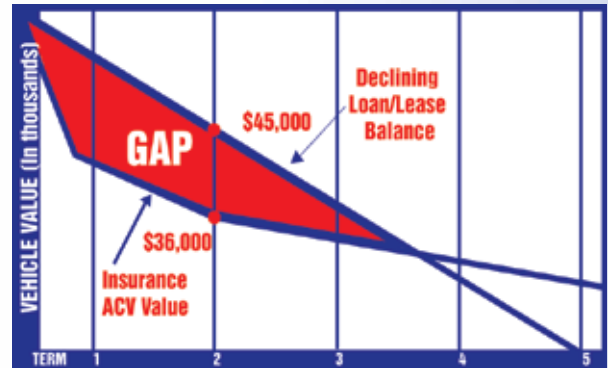 VEHICLE VALUE (In thousands)
GAP
$45,000
Declining
Loan/Lease
Balance
$36,000
Insurance
ACV Value
TERM 1 2 3 4 5